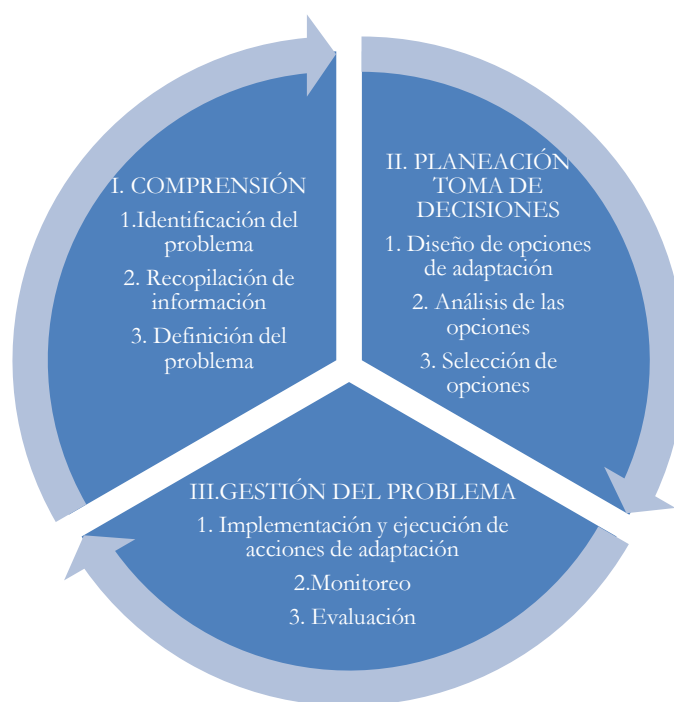 I. COMPRENSIÓN
1.Identificación del
problema
2. Recopilación de
información
3. Definición del
problema
II. PLANEACIÓN
TOMA DE
DECISIONES
1. Diseño de opciones
de adaptación
2. Análisis de las
opciones
3. Selección de
opciones
III.GESTIÓN DEL PROBLEMA
1. Implementación y ejecución de
acciones de adaptación
2.Monitoreo
3. Evaluación